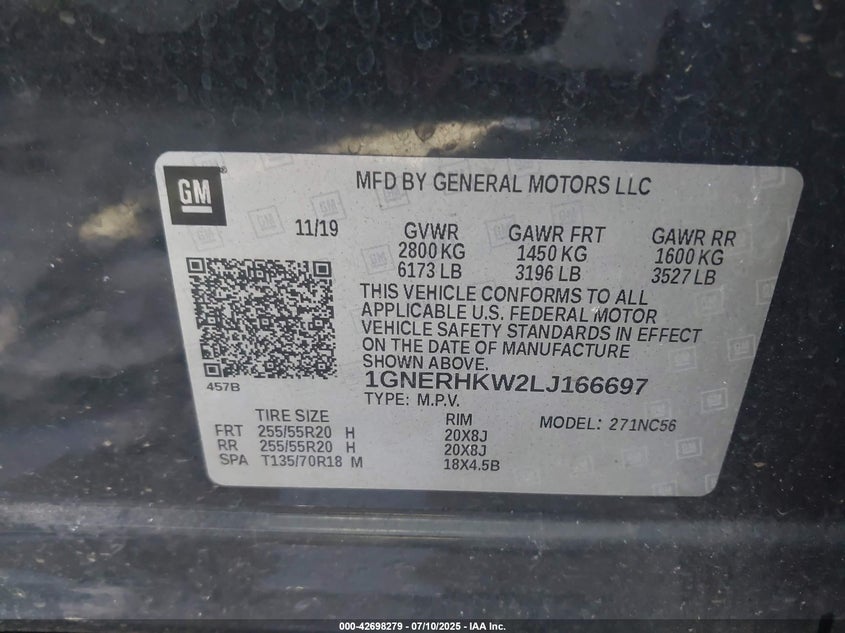 GM
MFD BY GENERAL MOTORS LLC
11/19
GVWR GAWR FRT GAWR RR
2800 KG 1450 KG 1600 KG
6173 LB 3196 LB 3527 LB
THIS VEHICLE CONFORMS TO ALL
APPLICABLE U.S. FEDERAL MOTOR
VEHICLE SAFETY STANDARDS IN EFFECT
ON THE DATE OF MANUFACTURE
SHOWN ABOVE.
457B
1GNERHKW2LJ166697
TYPE: M.P.V.
TIRE SIZE RIM MODEL: 271NC56
FRT 255/55R20 H 20X8J
RR 255/55R20 H 20X8J
SPA T135/70R18 M 18X4.5B
000-42698279 - 07/10/2025 - IAA Inc.